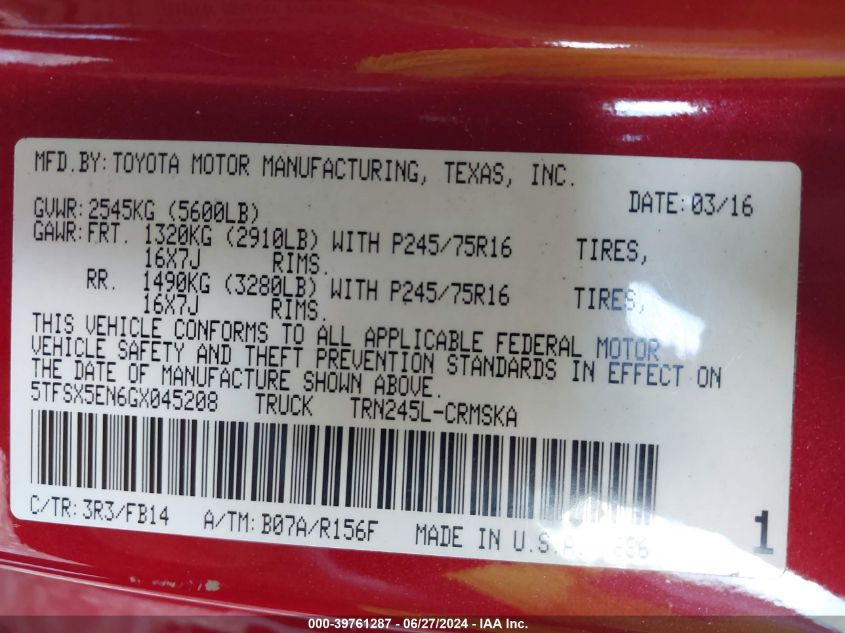 MFD.BY: TOYOTA MOTOR MANUFACTURING, TEXAS, INC.
DATE: 03/16
GVWR: 2545KG (5600LB)
GAWR: FRT. 1320KG (2910LB) WITH P245/75R16 TIRES,
16X7J RIMS.
RR. 1490KG (3280LB) WITH P245/75R16 TIRES,
16X7J RIMS.
THIS VEHICLE CONFORMS TO ALL APPLICABLE FEDERAL MOTOR
VEHICLE SAFETY AND THEFT PREVENTION STANDARDS IN EFFECT ON
THE DATE OF MANUFACTURE SHOWN ABOVE.
5TFSX5EN6GX045208 TRUCK TRN245L-CRMSKA
C/TR: 3R3/FB14 A/TM: B07A/R156F MADE IN U.S.A.
1
000-39761287 - 06/27/2024 - IAA Inc.